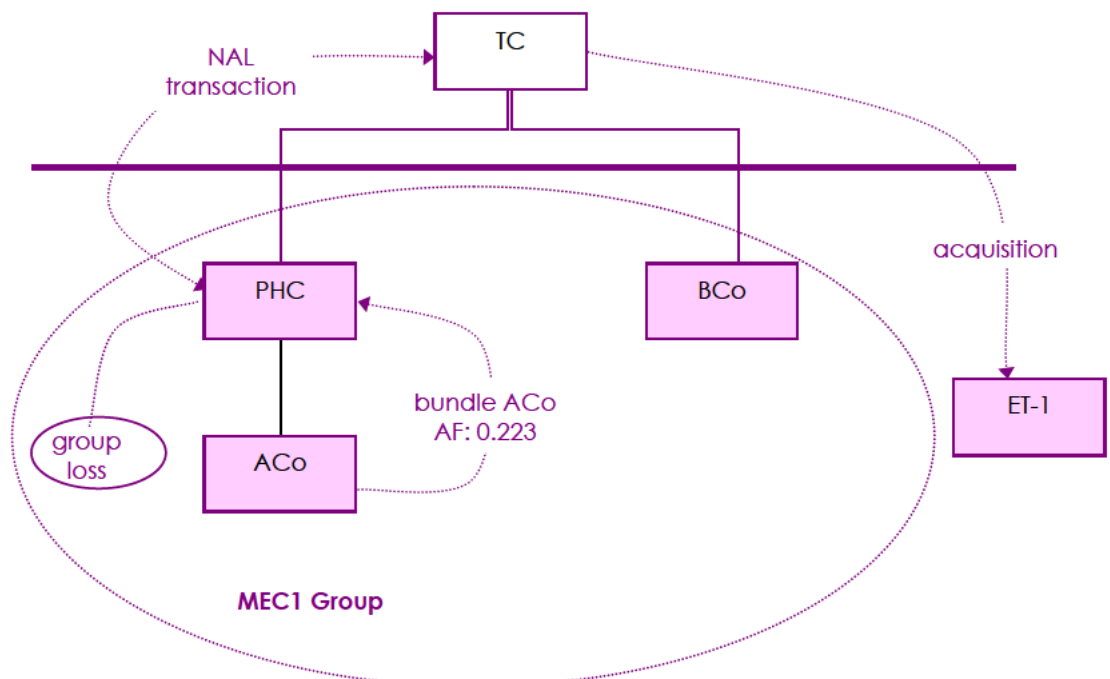 TC
NAL
transaction
acquisition
PHC
BCo
bundle ACo
AF: 0.223
ET-1
group
loss
ACo
MEC1 Group